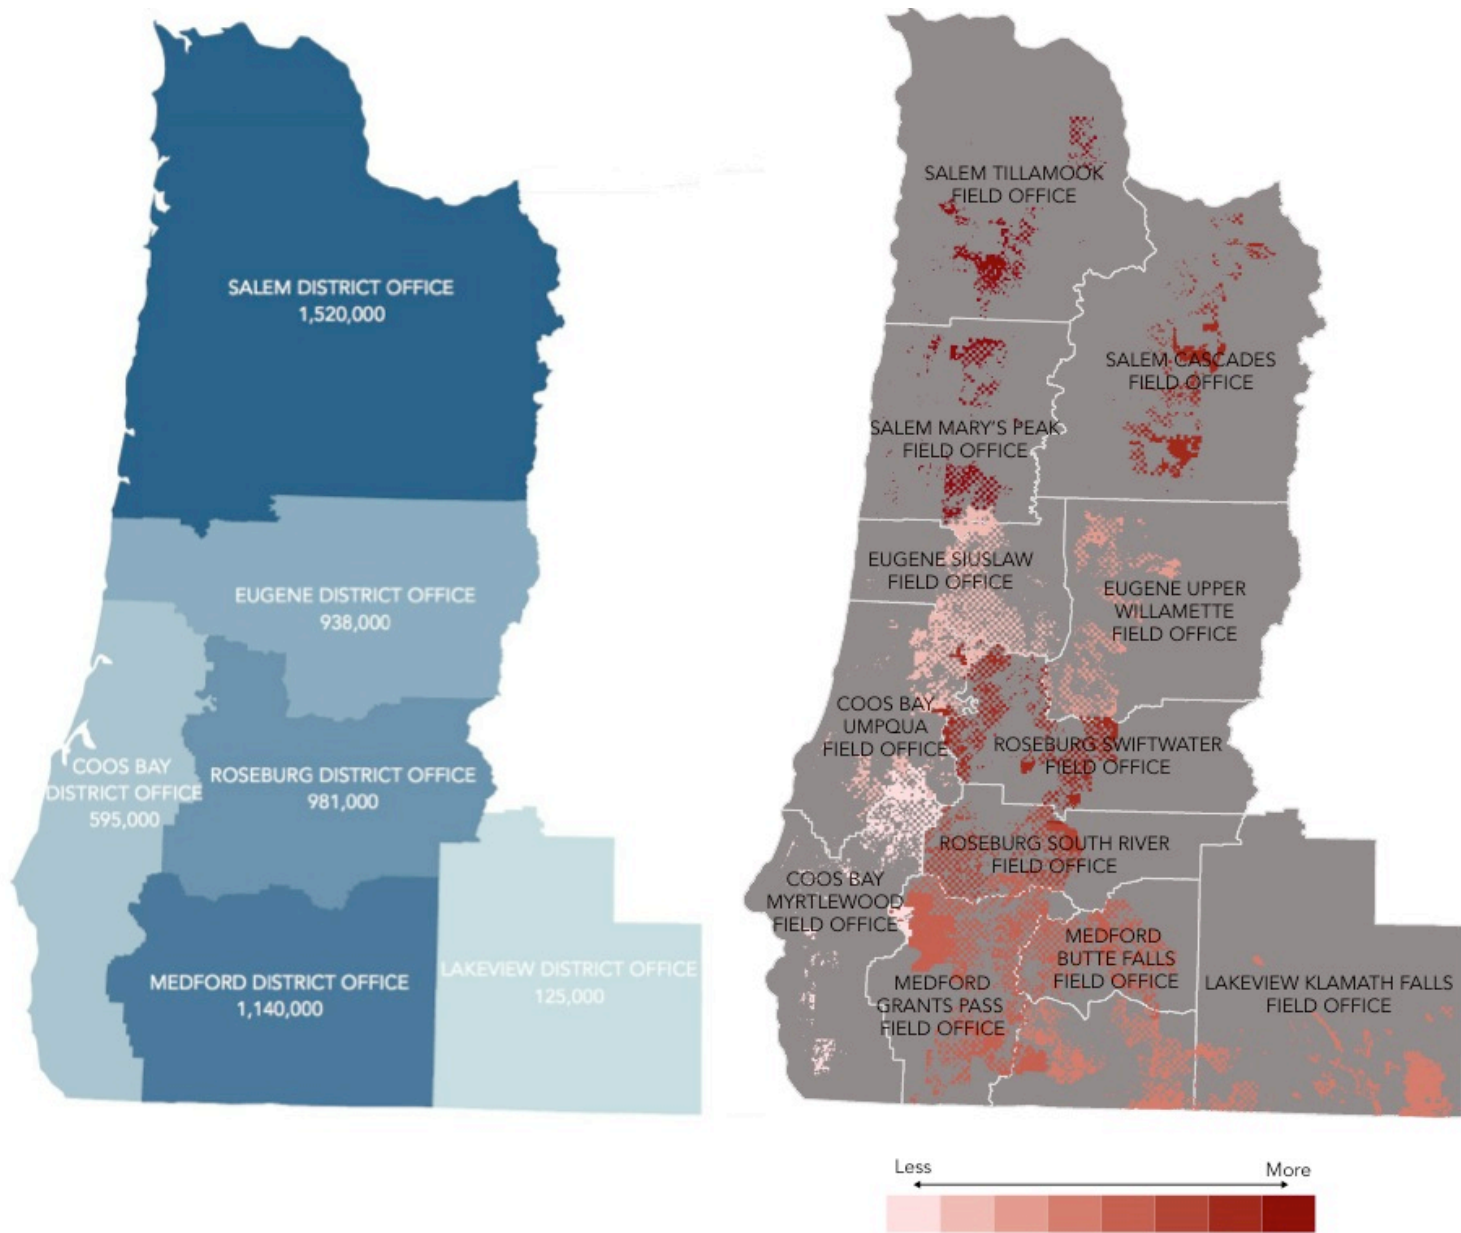 SALEM DISTRICT OFFICE
1,520,000
EUGENE DISTRICT OFFICE
938,000
COOS BAY
DISTRICT OFFICE
595,000
ROSEBURG DISTRICT OFFICE
981,000
MEDFORD DISTRICT OFFICE
1,140,000
LAKEVIEW DISTRICT OFFICE
125,000
SALEM TILLAMOOK
FIELD OFFICE
SALEM CASCADES
FIELD OFFICE
SALEM MARY'S PEAK
FIELD OFFICE
EUGENE SIUSLAW
FIELD OFFICE
EUGENE UPPER
WILLAMETTE
FIELD OFFICE
COOS BAY
UMPQUA
FIELD OFFICE
ROSEBURG SWIFTWATER
FIELD OFFICE
ROSEBURG SOUTH RIVER
FIELD OFFICE
COOS BAY
MYRTLEWOOD
FIELD OFFICE
MEDFORD
BUTTE FALLS
FIELD OFFICE
MEDFORD
GRANTS PASS
FIELD OFFICE
LAKEVIEW KLAMATH FALLS
FIELD OFFICE
Less
More